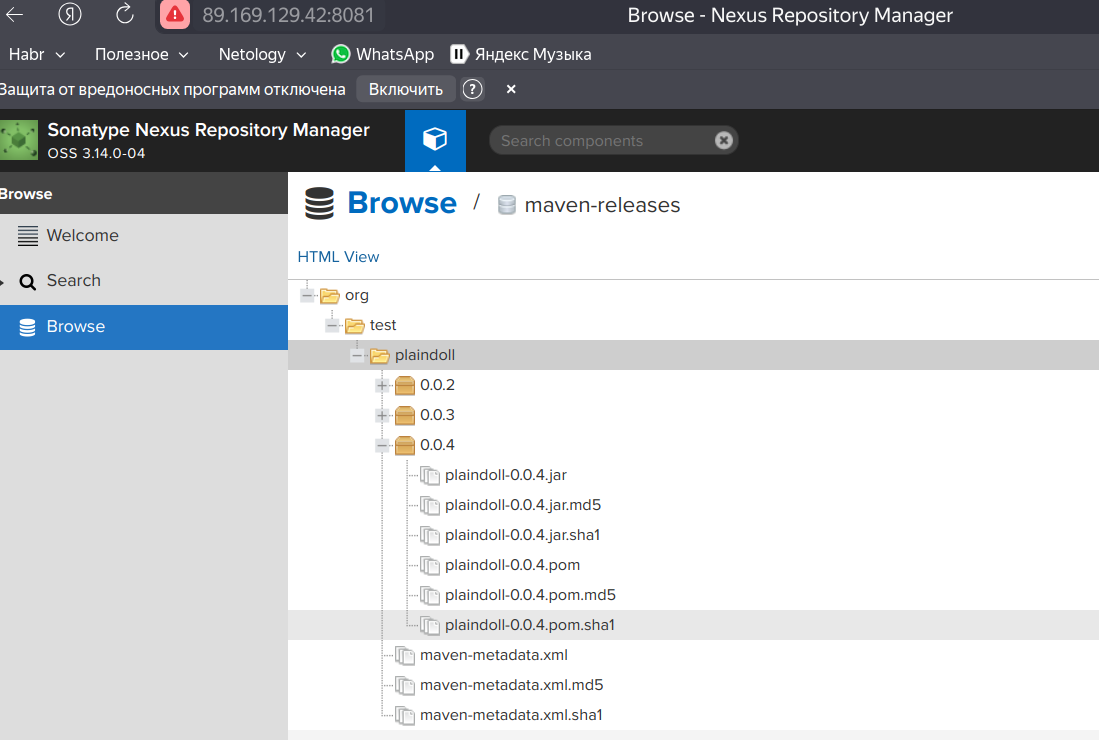 89.169.129.42:8081 Browse - Nexus Repository Manager
Habr Полезное Netology WhatsApp Яндекс Музыка
Защита от вредоносных программ отключена Включить ? ×
Sonatype Nexus Repository Manager
OSS 3.14.0-04
Search components
Browse
Welcome
Search
Browse
Browse / maven-releases
HTML View
org
test
plaindoll
0.0.2
0.0.3
0.0.4
plaindoll-0.0.4.jar
plaindoll-0.0.4.jar.md5
plaindoll-0.0.4.jar.sha1
plaindoll-0.0.4.pom
plaindoll-0.0.4.pom.md5
plaindoll-0.0.4.pom.sha1
maven-metadata.xml
maven-metadata.xml.md5
maven-metadata.xml.sha1